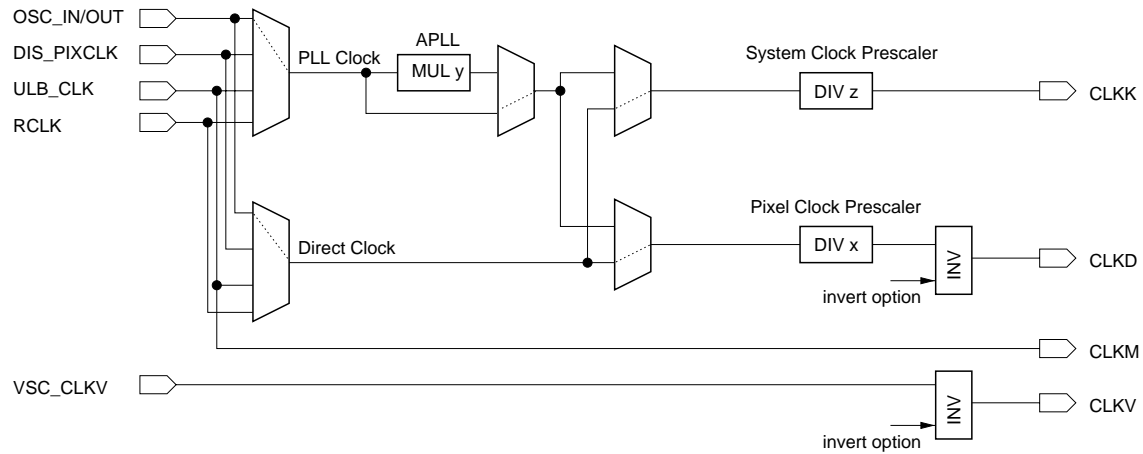 OSC_IN/OUT
DIS_PIXCLK
ULB_CLK
RCLK
PLL Clock
APLL
MUL y
System Clock Prescaler
DIV z
CLKK
Direct Clock
Pixel Clock Prescaler
DIV x
INV
invert option
CLKD
CLKM
VSC_CLKV
INV
invert option
CLKV